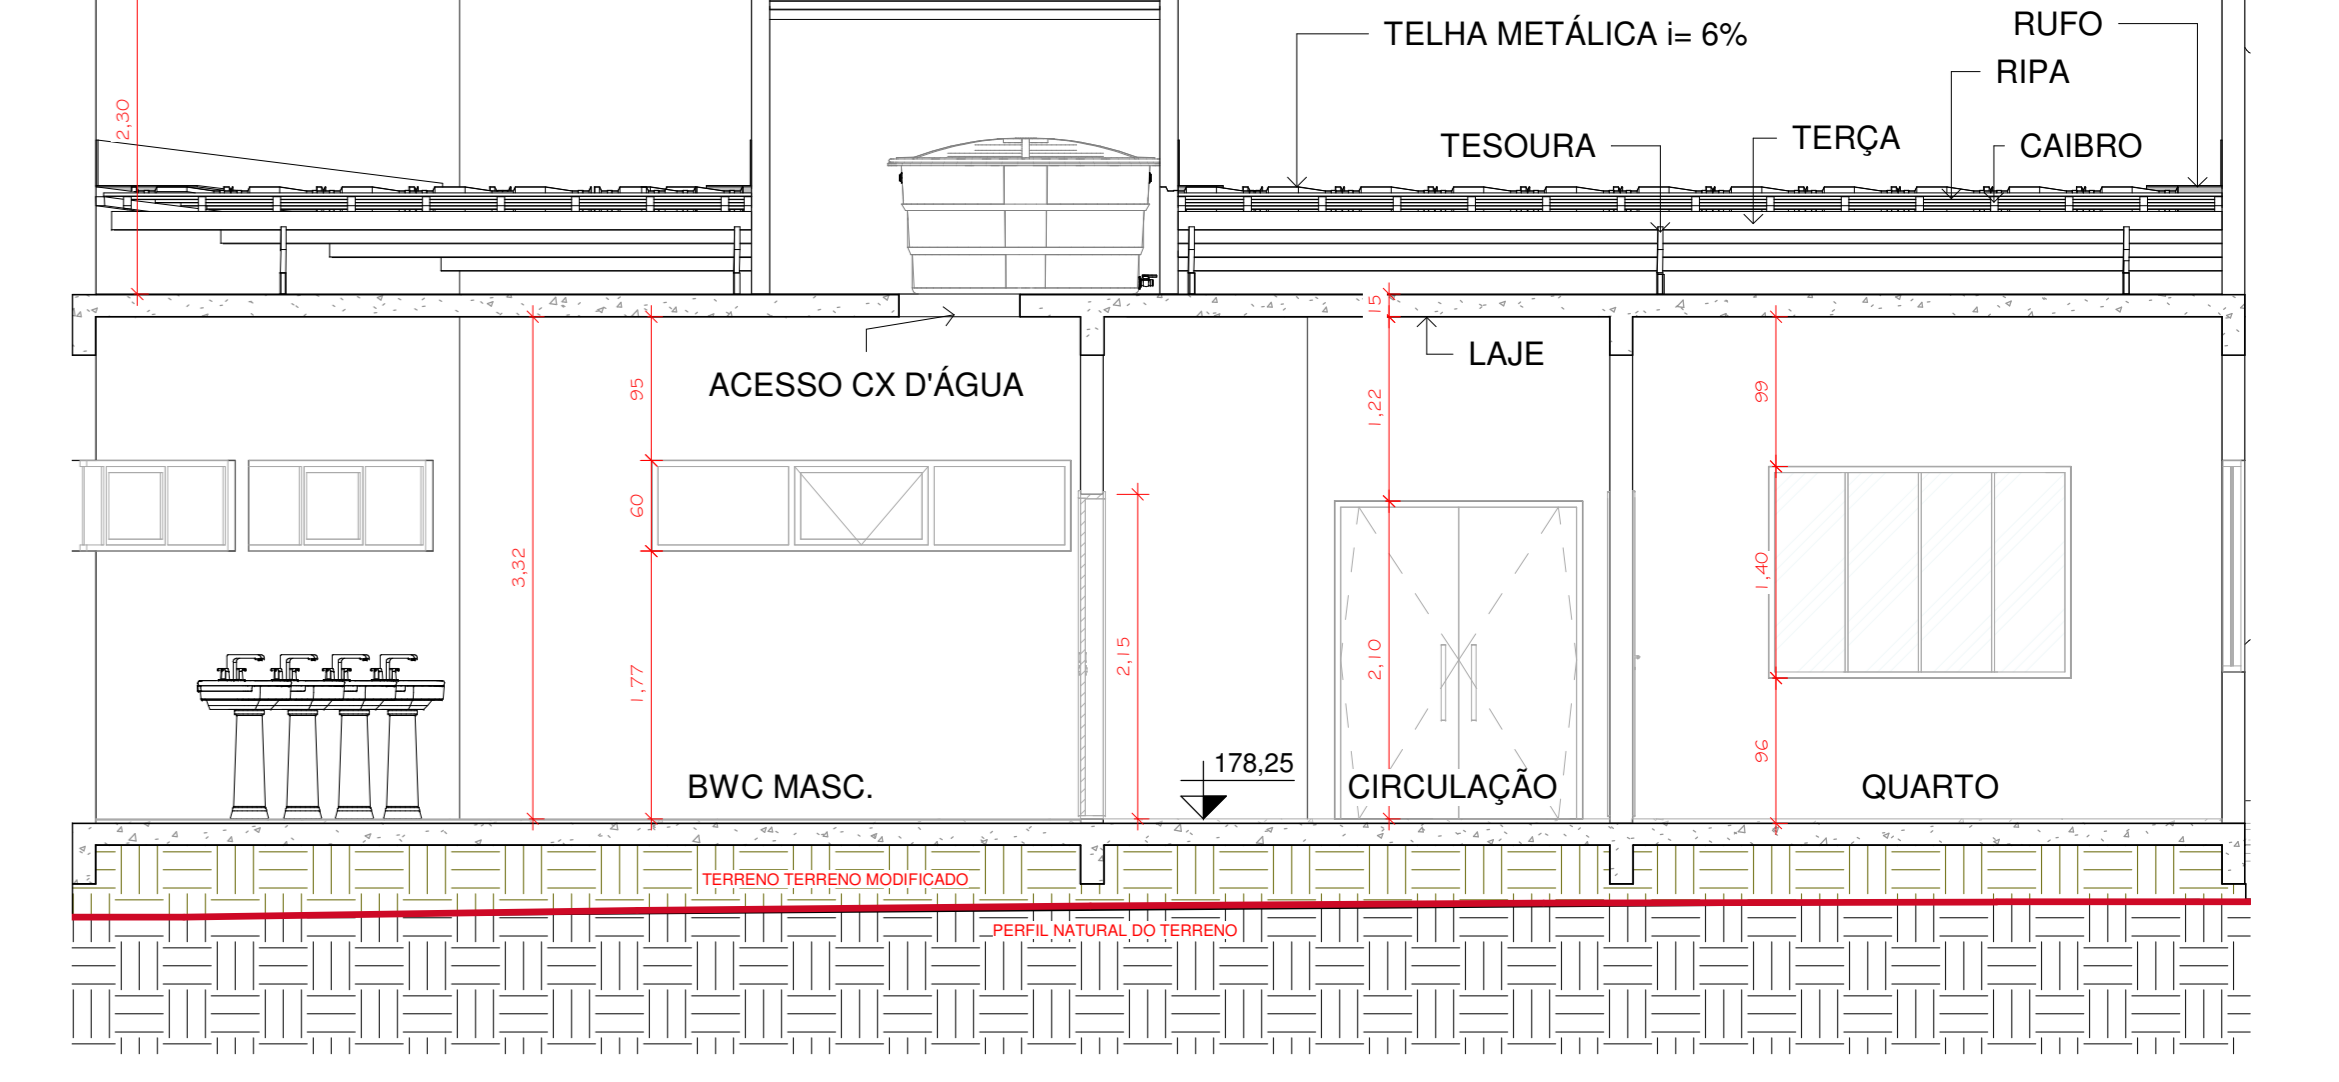 RUFO
TELHA METÁLICA i= 6%
RIPA
2,30
TERÇA
TESOURA
CAIBRO
15
LAJE
ACESSO CX D'ÁGUA
95
1,22
99
60
3,32
1,40
2,15
2,10
1,77
96
178,25
BWC MASC.
CIRCULAÇÃO
QUARTO
TERRENO TERRENO MODIFICADO
PERFIL NATURAL DO TERRENO